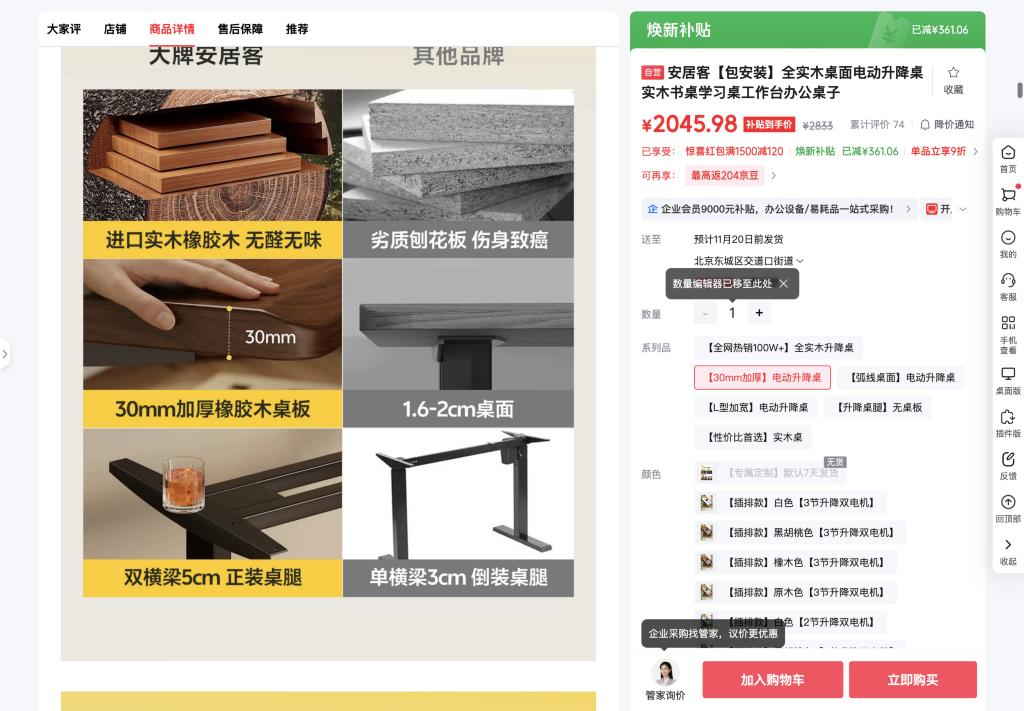 大家评
店铺
商品详情
售后保障
推荐
大牌安居客
其他品牌
进口实木橡胶木 无醛无味
劣质刨花板 伤身致癌
30mm
30mm加厚橡胶木桌板
1.6-2cm桌面
双横梁5cm 正装桌腿
单横梁3cm 倒装桌腿
焕新补贴
已减¥361.06
自营 安居客【包安装】全实木桌面电动升降桌
实木书桌学习桌工作台办公桌子
收藏
¥2045.98 补贴到手价 ¥2833 累计评价 74 降价通知
已享受: 惊喜红包满1500减120 焕新补贴 已减¥361.06 单品立享9折
可再享: 最高返204京豆
企 企业会员9000元补贴，办公设备/易耗品一站式采购！ 开.
送至 预计11月20日前发货
北京东城区交道口街道
数量编辑器已移至此处
数量 - 1 +
系列品 【全网热销100W+】全实木升降桌
【30mm加厚】电动升降桌 【弧线桌面】电动升降桌
【L型加宽】电动升降桌 【升降桌腿】无桌板
【性价比首选】实木桌
颜色 【专属定制】默认7天发货 无货
【插排款】白色【3节升降双电机】
【插排款】黑胡桃色【3节升降双电机】
【插排款】橡木色【3节升降双电机】
【插排款】原木色【3节升降双电机】
【插排款】白色【2节升降双电机】
企业采购找管家，议价更优惠
管家询价
加入购物车
立即购买
首页
购物车
我的
客服
手机
查看
桌面版
插件版
反馈
回顶部
收起